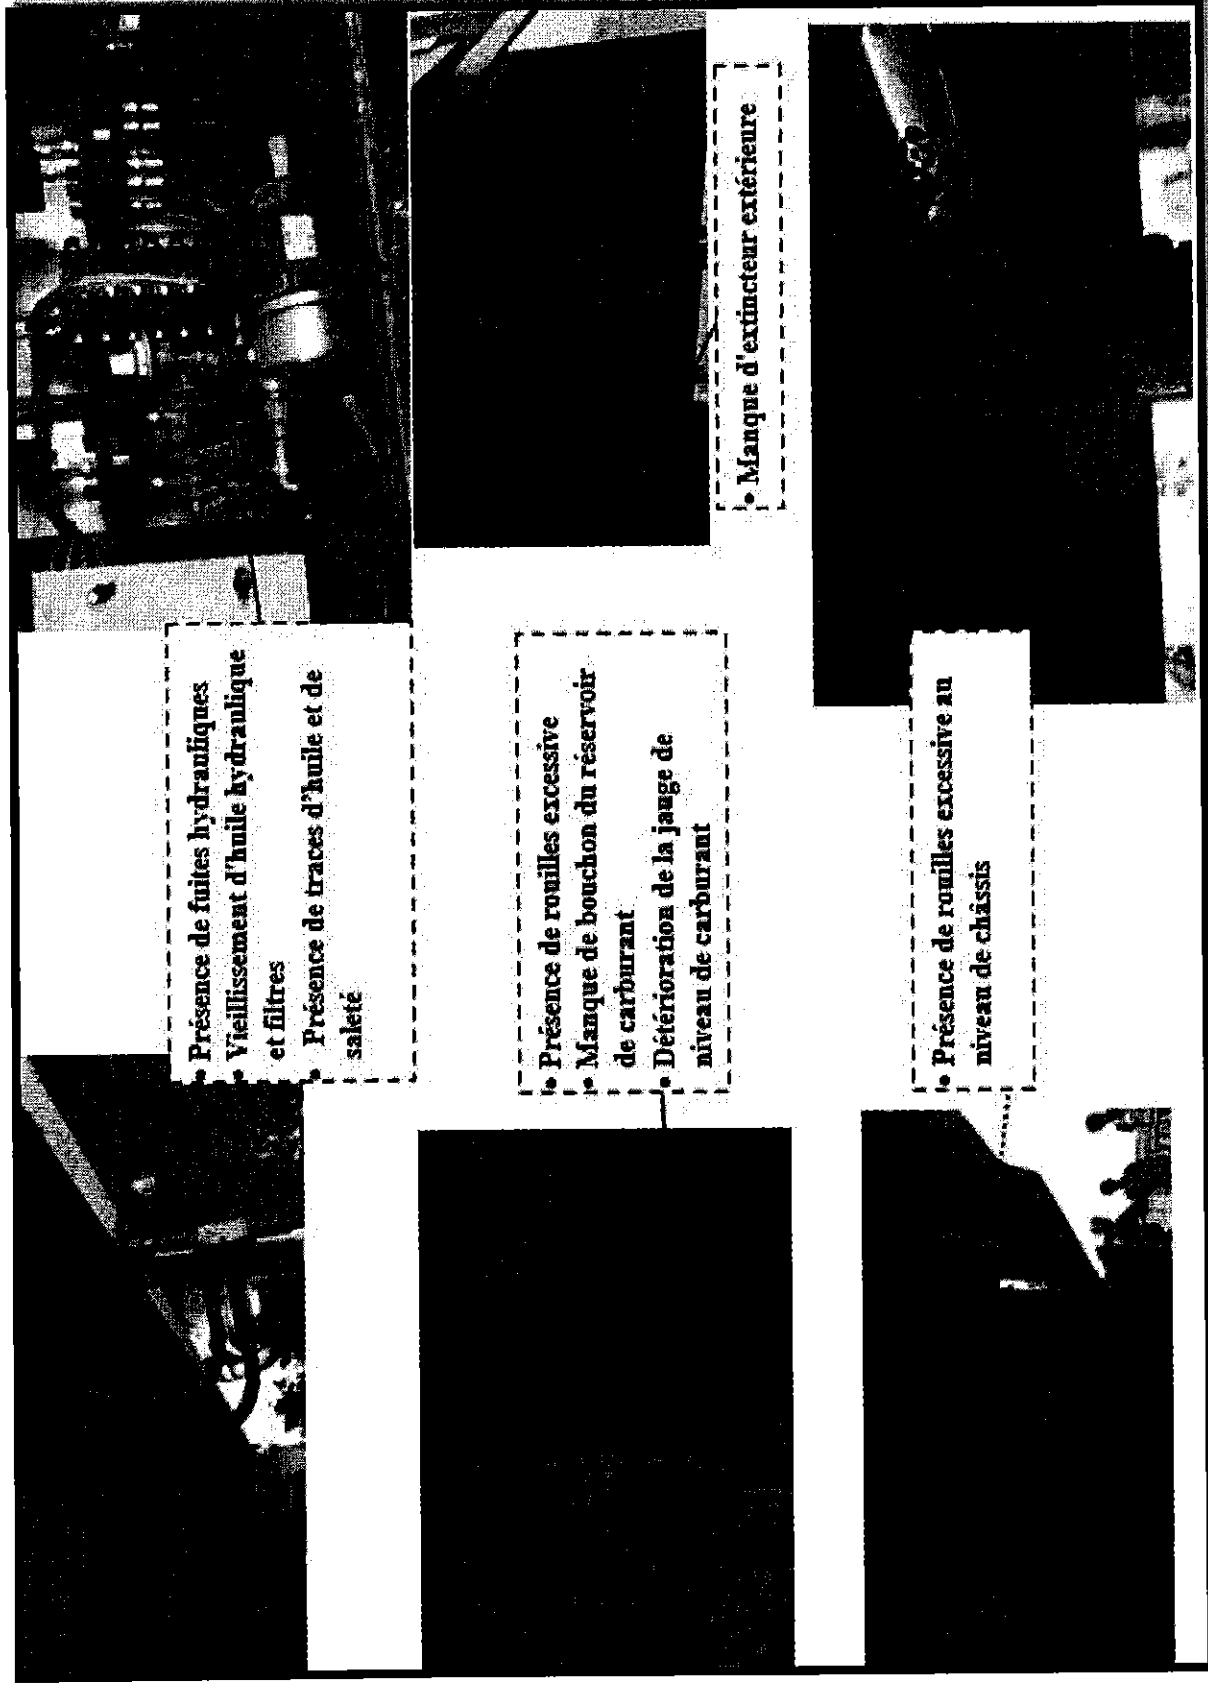 • Présence de fuites hydrauliques
• Vieillissement d'huile hydraulique
et filtres
• Présence de traces d'huile et de
saleté
• Présence de rouilles excessive
• Manque de bouchon du réservoir
de carburant
• Détérioration de la jauge de
niveau de carburant
• Manque d'extincteur extérieure
• Présence de rouilles excessive au
niveau de châssis